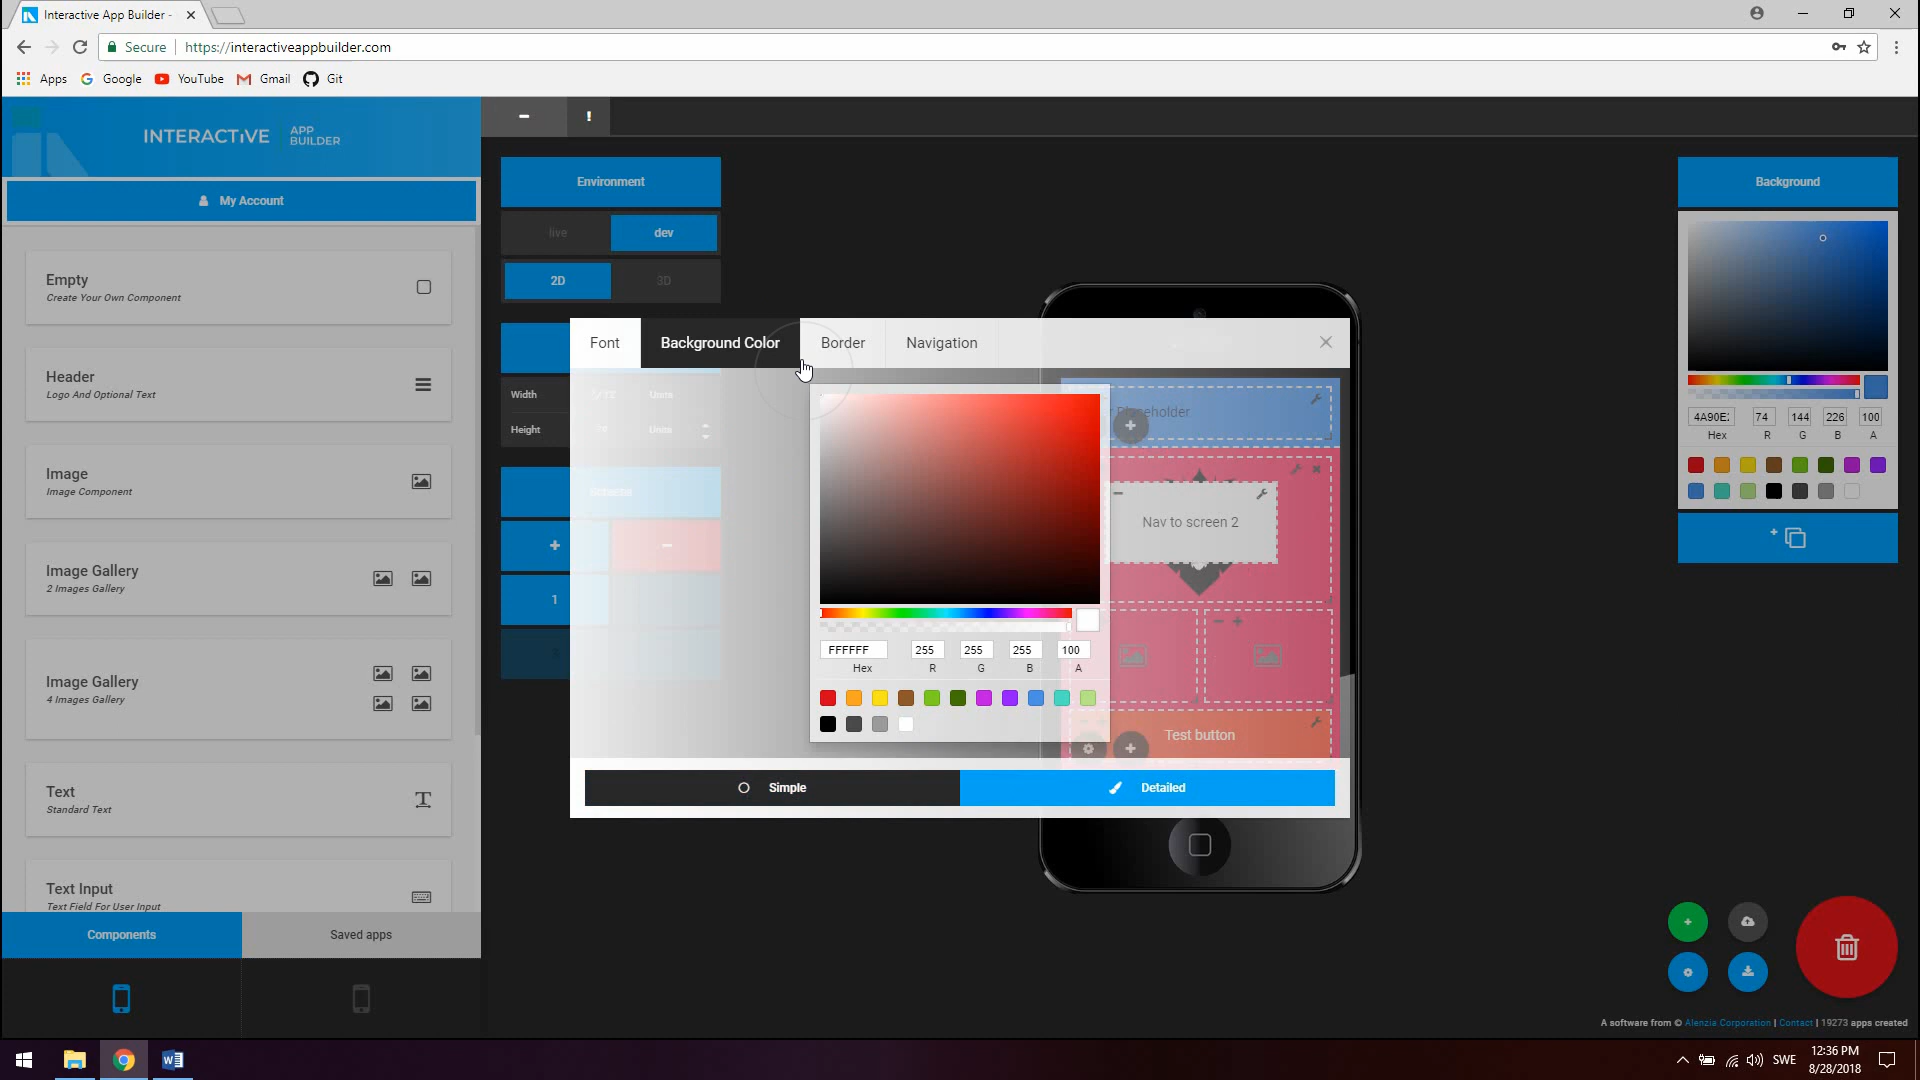 Interactive App Builder -
Secure
https://interactiveappbuilder.com
Apps
Google
YouTube
Gmail
Git
INTERACTIVE
APP
BUILDER
My Account
Empty
Create Your Own Component
Header
Logo And Optional Text
Image
Image Component
Image Gallery
2 Images Gallery
Image Gallery
4 Images Gallery
Text
Standard Text
Text Input
Text Field For User Input
Components
Saved apps
Environment
live
dev
2D
3D
Width
Units
Height
Units
1
Font
Background Color
Border
Navigation
FFFFFF
255
255
255
100
Hex
R
G
B
A
Simple
Detailed
Placeholder
Nav to screen 2
Test button
Background
4A90E2
74
144
226
100
Hex
R
G
B
A
A software from © Alenzia Corporation | Contact | 19273 apps created
SWE
12:36 PM
8/28/2018